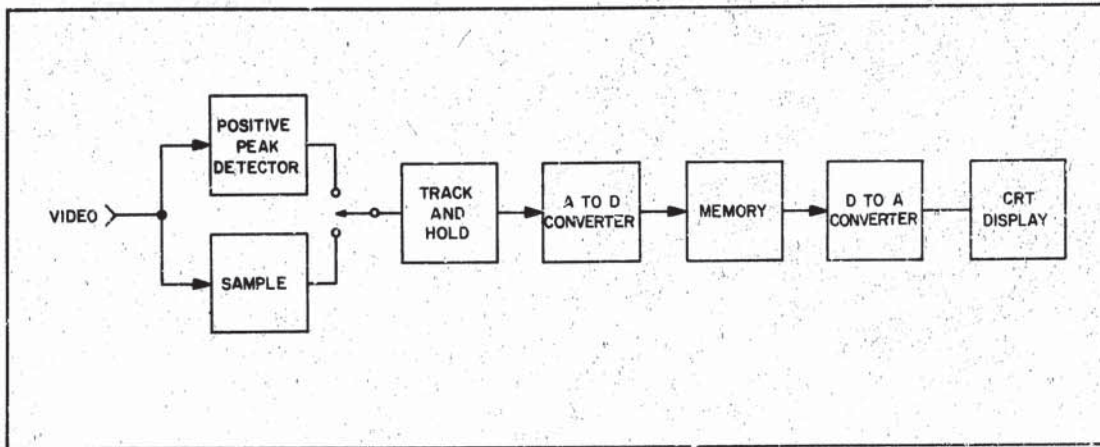 POSITIVE
PEAK
DETECTOR
VIDEO
SAMPLE
TRACK
AND
HOLD
A TO D
CONVERTER
MEMORY
D TO A
CONVERTER
CRT
DISPLAY